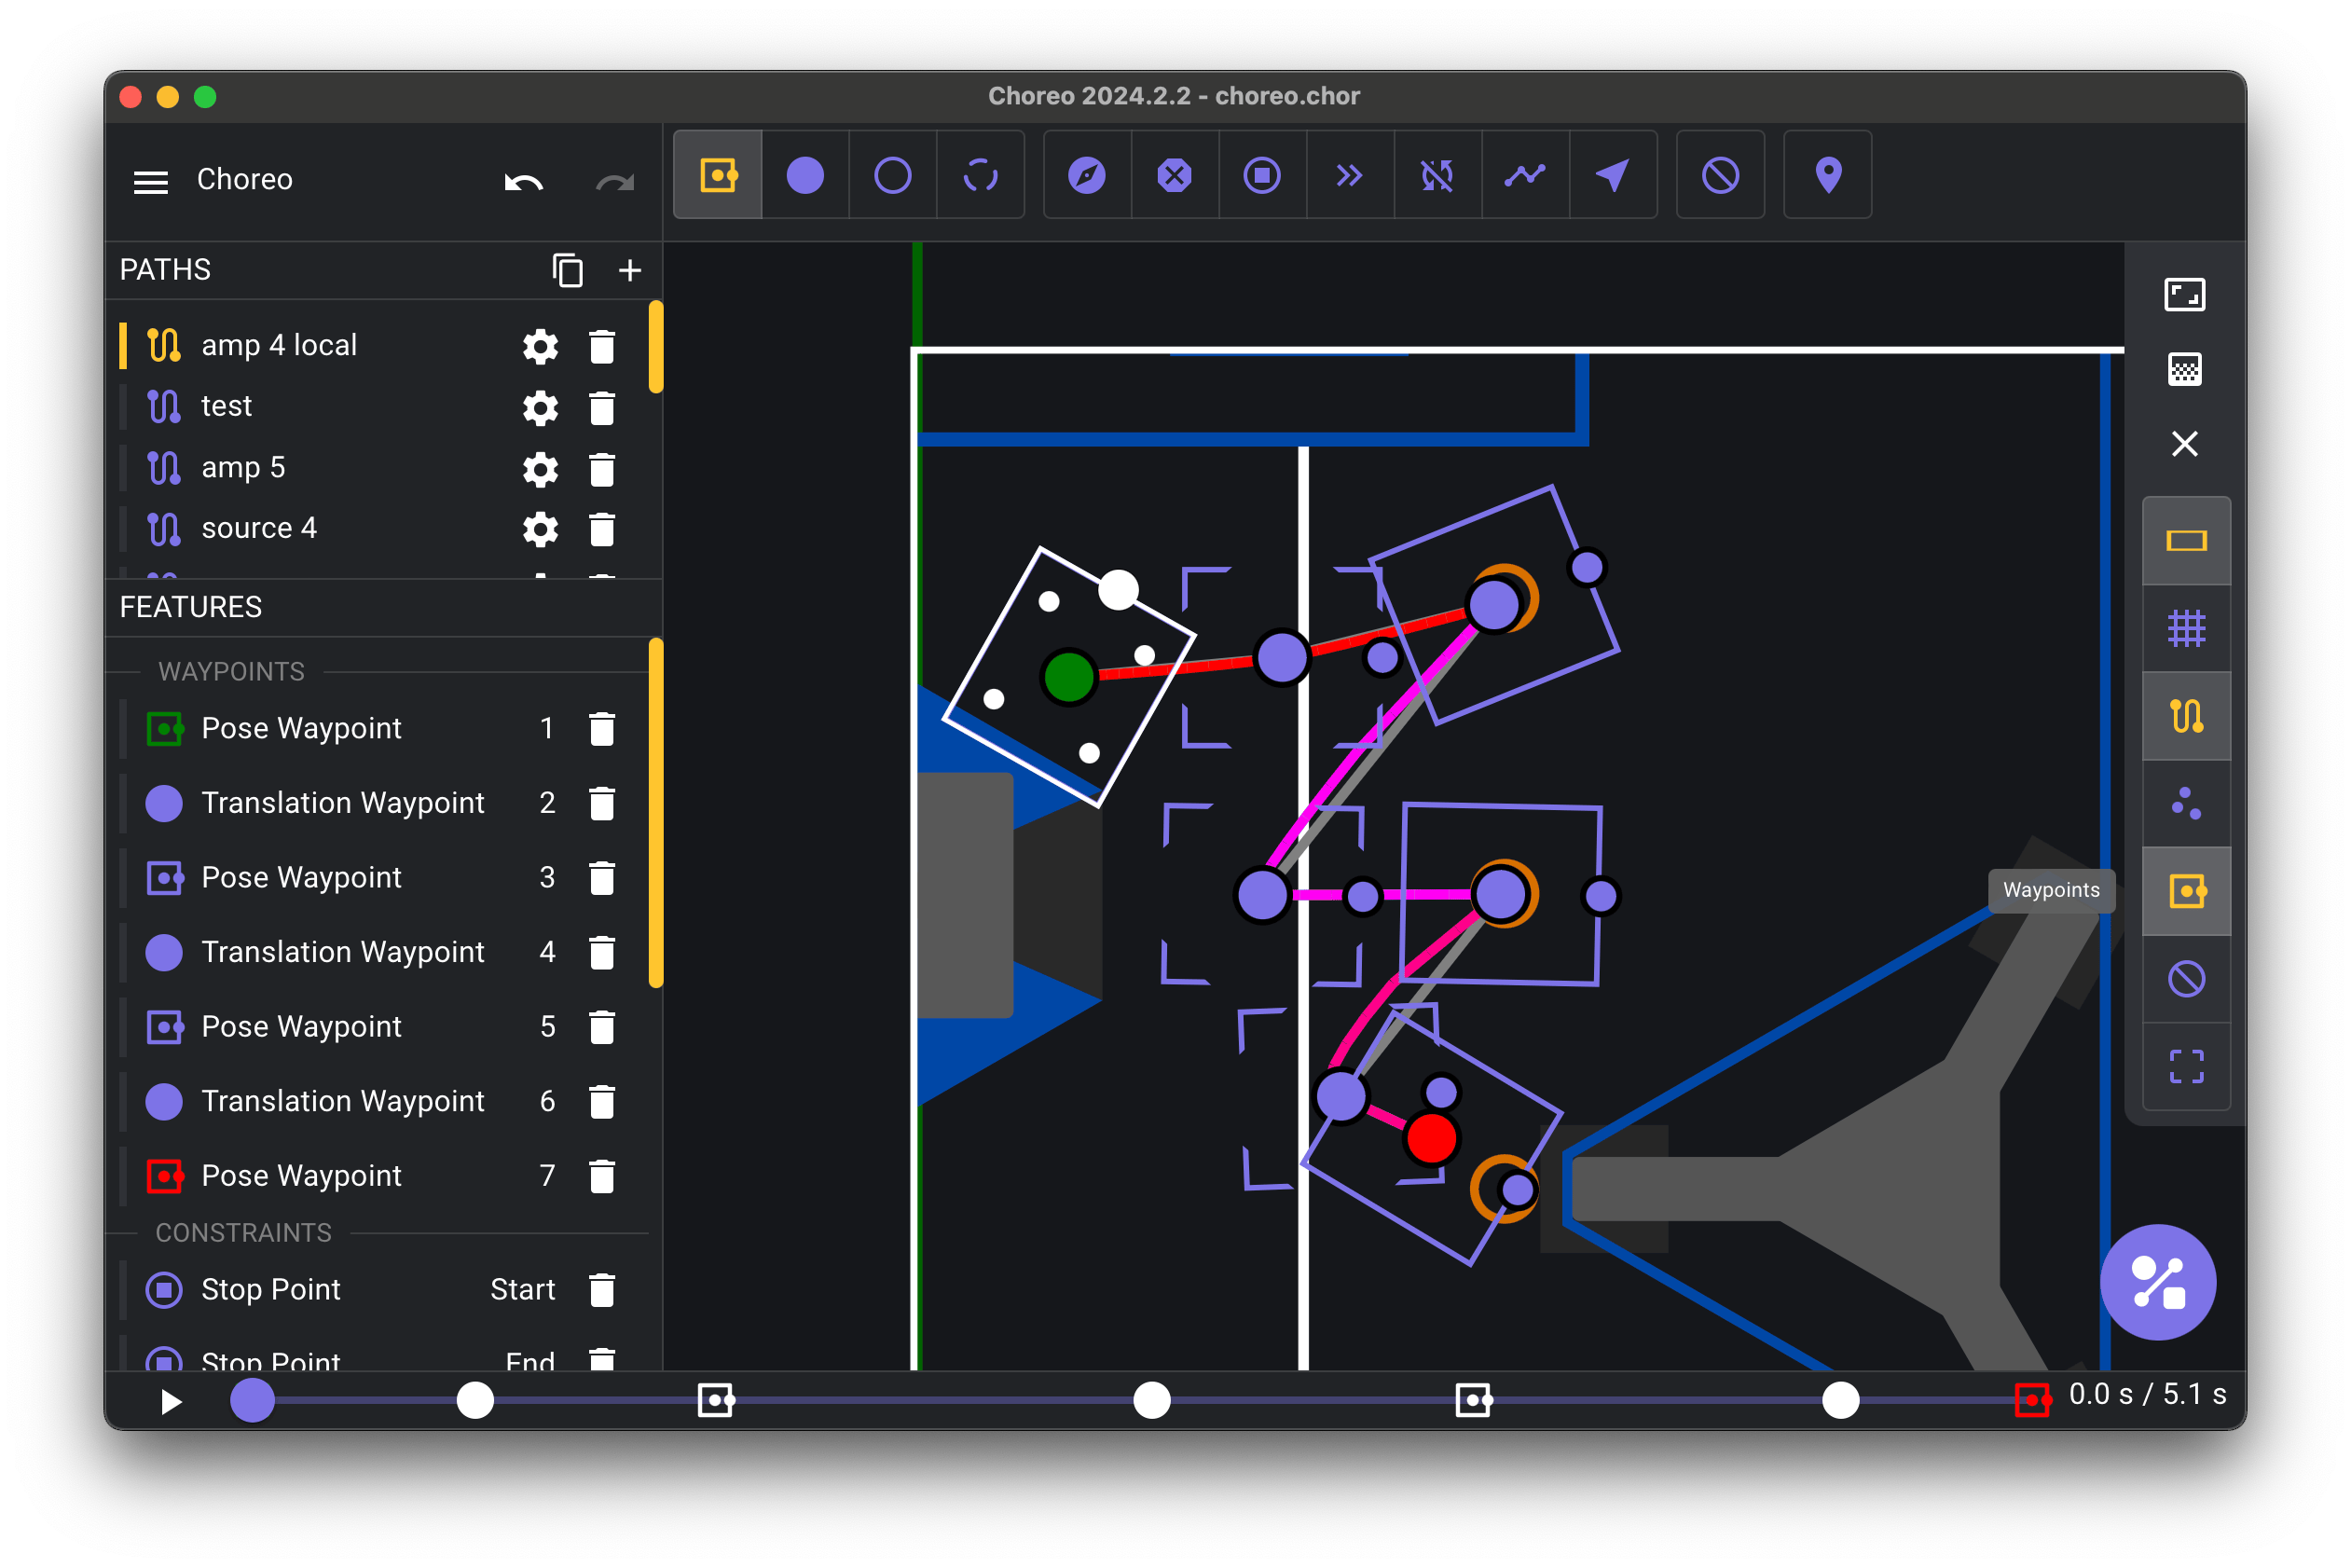 Choreo 2024.2.2 - choreo.chor
Choreo
PATHS
amp 4 local
test
amp 5
source 4
FEATURES
WAYPOINTS
Pose Waypoint 1
Translation Waypoint 2
Pose Waypoint 3
Translation Waypoint 4
Pose Waypoint 5
Translation Waypoint 6
Pose Waypoint 7
CONSTRAINTS
Stop Point Start
Stop Point End
Waypoints
0.0 s / 5.1 s